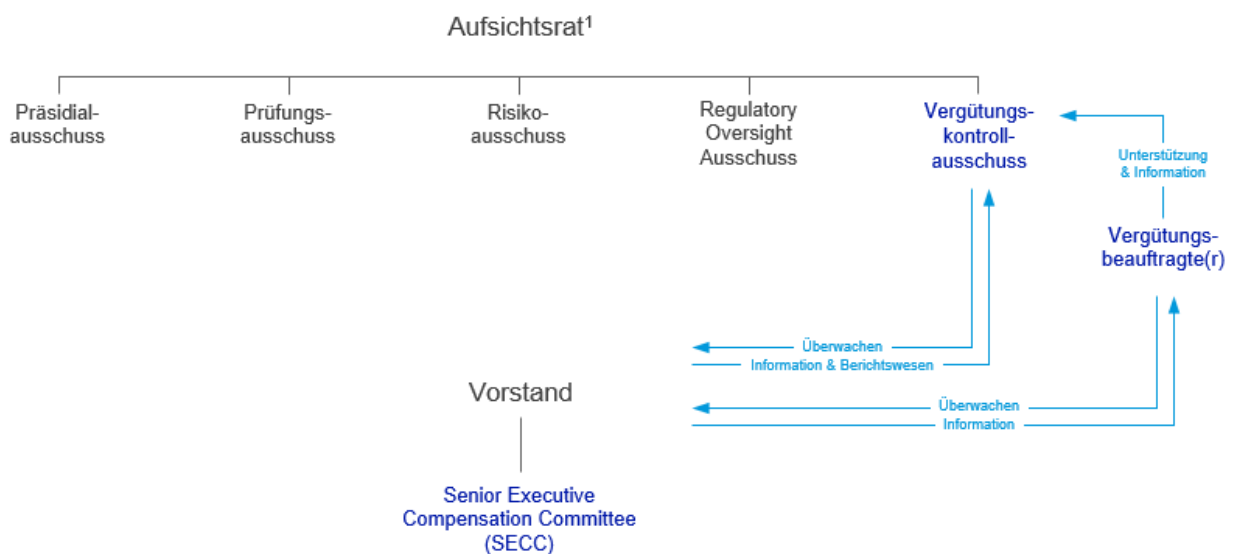 Aufsichtsrat¹
Präsidial-
ausschuss
Prüfungs-
ausschuss
Risiko-
ausschuss
Regulatory
Oversight
Ausschuss
Vergütungs-
kontroll-
ausschuss
Unterstützung
& Information
Vergütungs-
beauftragte(r)
Überwachen
Information & Berichtswesen
Vorstand
Überwachen
Information
Senior Executive
Compensation Committee
(SECC)